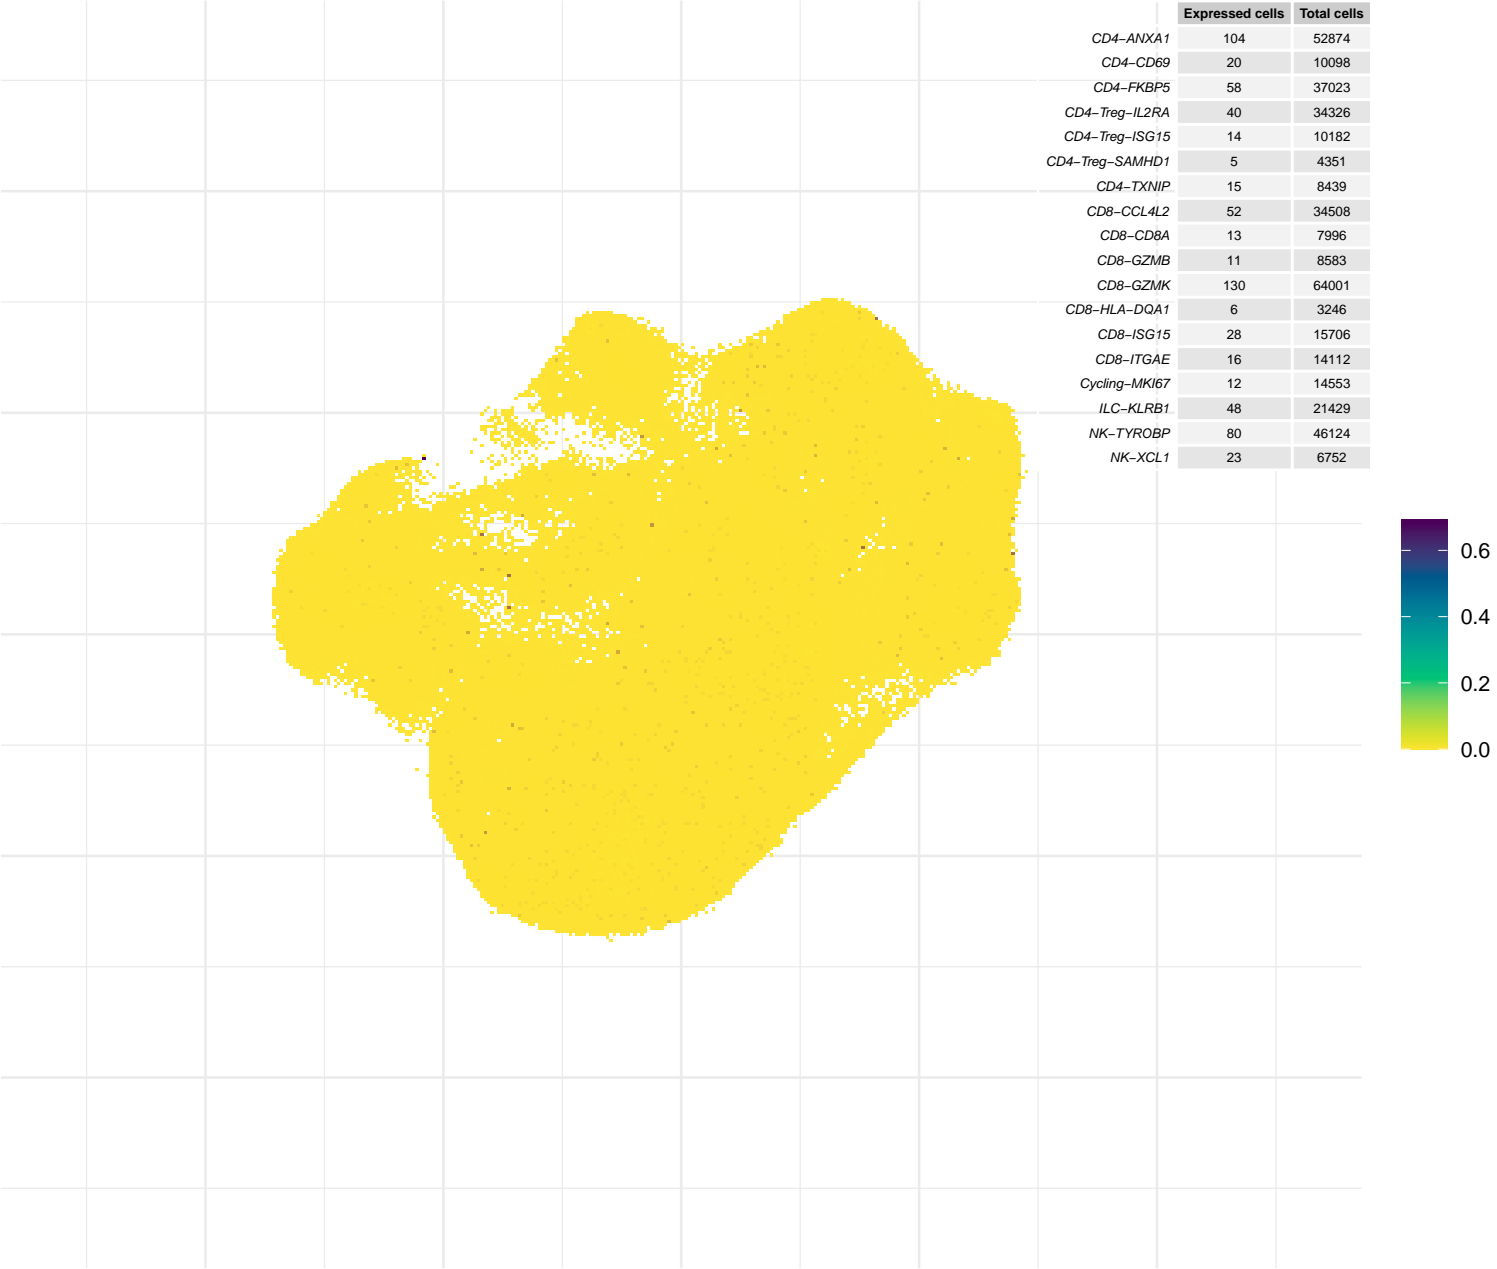 Expressed cells Total cells
CD4−ANXA1 104 52874
CD4−CD69 20 10098
CD4−FKBP5 58 37023
CD4−Treg−IL2RA 40 34326
CD4−Treg−ISG15 14 10182
CD4−Treg−SAMHD1 5 4351
CD4−TXNIP 15 8439
CD8−CCL4L2 52 34508
CD8−CD8A 13 7996
CD8−GZMB 11 8583
CD8−GZMK 130 64001
CD8−HLA−DQA1 6 3246
CD8−ISG15 28 15706
CD8−ITGAE 16 14112
Cycling−MKI67 12 14553
ILC−KLRB1 48 21429
NK−TYROBP 80 46124
NK−XCL1 23 6752
0.6
0.4
0.2
0.0